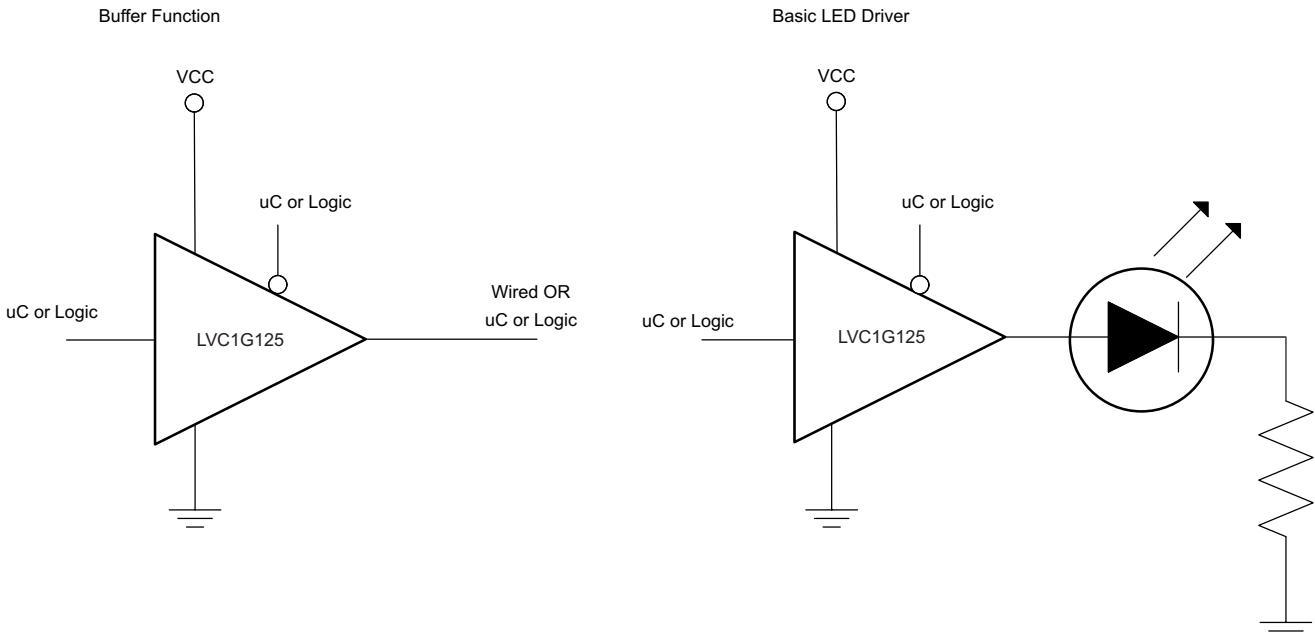 Buffer Function
VCC
uC or Logic
uC or Logic
LVC1G125
Wired OR
uC or Logic
Basic LED Driver
VCC
uC or Logic
uC or Logic
LVC1G125